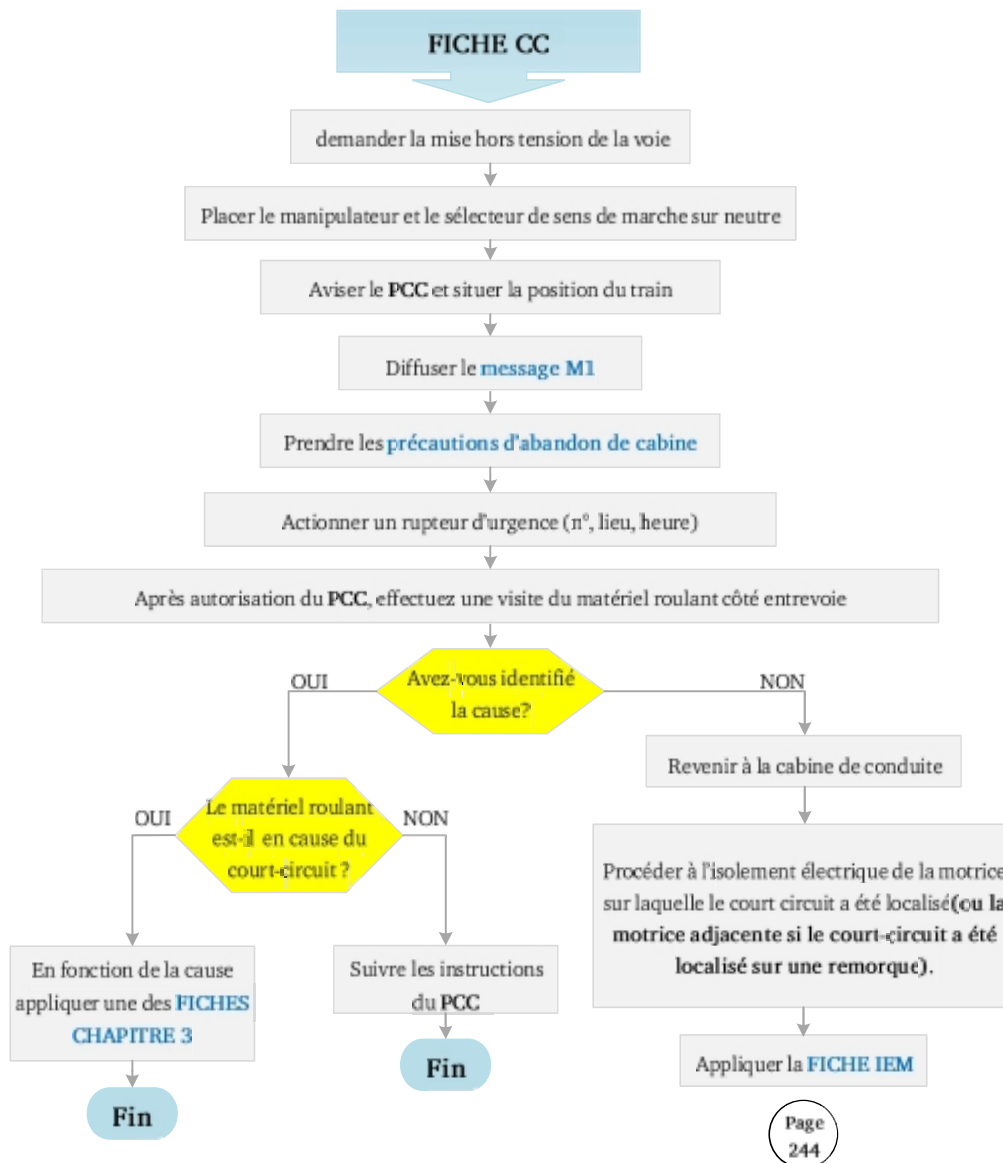 FICHE CC
demander la mise hors tension de la voie
Placer le manipulateur et le sélecteur de sens de marche sur neutre
Aviser le PCC et situer la position du train
Diffuser le message M1
Prendre les précautions d'abandon de cabine
Actionner un rupteur d'urgence (n°, lieu, heure)
Après autorisation du PCC, effectuez une visite du matériel roulant côté entrevoie
Avez-vous identifié
la cause?
OUI
NON
Le matériel roulant
est-il en cause du
court-circuit ?
OUI
NON
En fonction de la cause
appliquer une des FICHES
CHAPITRE 3
Fin
Suivre les instructions
du PCC
Fin
Revenir à la cabine de conduite
Procéder à l'isolement électrique de la motrice
sur laquelle le court circuit a été localisé(ou la
motrice adjacente si le court-circuit a été
localisé sur une remorque).
Appliquer la FICHE IEM
Page
244